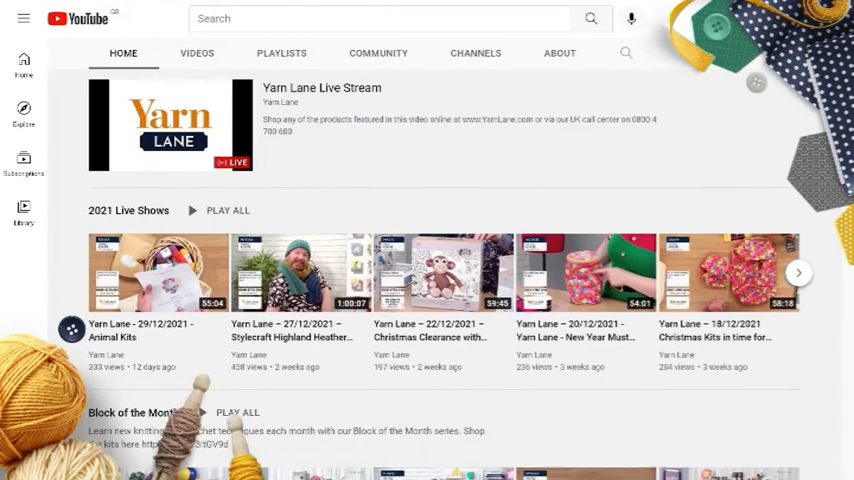 YouTube GB
Search
Home
Explore
Subscriptions
Library
HOME VIDEOS PLAYLISTS COMMUNITY CHANNELS ABOUT
Yarn
LANE
LIVE
Yarn Lane Live Stream
Yarn Lane
Shop any of the products featured in this video online at www.YarnLane.com or via our UK call center on 0800 4
700 600
2021 Live Shows PLAY ALL
55:04
1:00:07
59:45
54:01
58:18
Yarn Lane - 29/12/2021 -
Animal Kits
Yarn Lane
333 views • 12 days ago
Yarn Lane – 27/12/2021 –
Stylecraft Highland Heather...
Yarn Lane
458 views • 2 weeks ago
Yarn Lane – 22/12/2021 –
Christmas Clearance with...
Yarn Lane
197 views • 2 weeks ago
Yarn Lane – 20/12/2021 -
Yarn Lane - New Year Must...
Yarn Lane
236 views • 3 weeks ago
Yarn Lane – 18/12/2021
Christmas Kits in time for...
Yarn Lane
284 views • 3 weeks ago
Block of the Month PLAY ALL
Learn new knitting techniques each month with our Block of the Month series. Shop
kits here